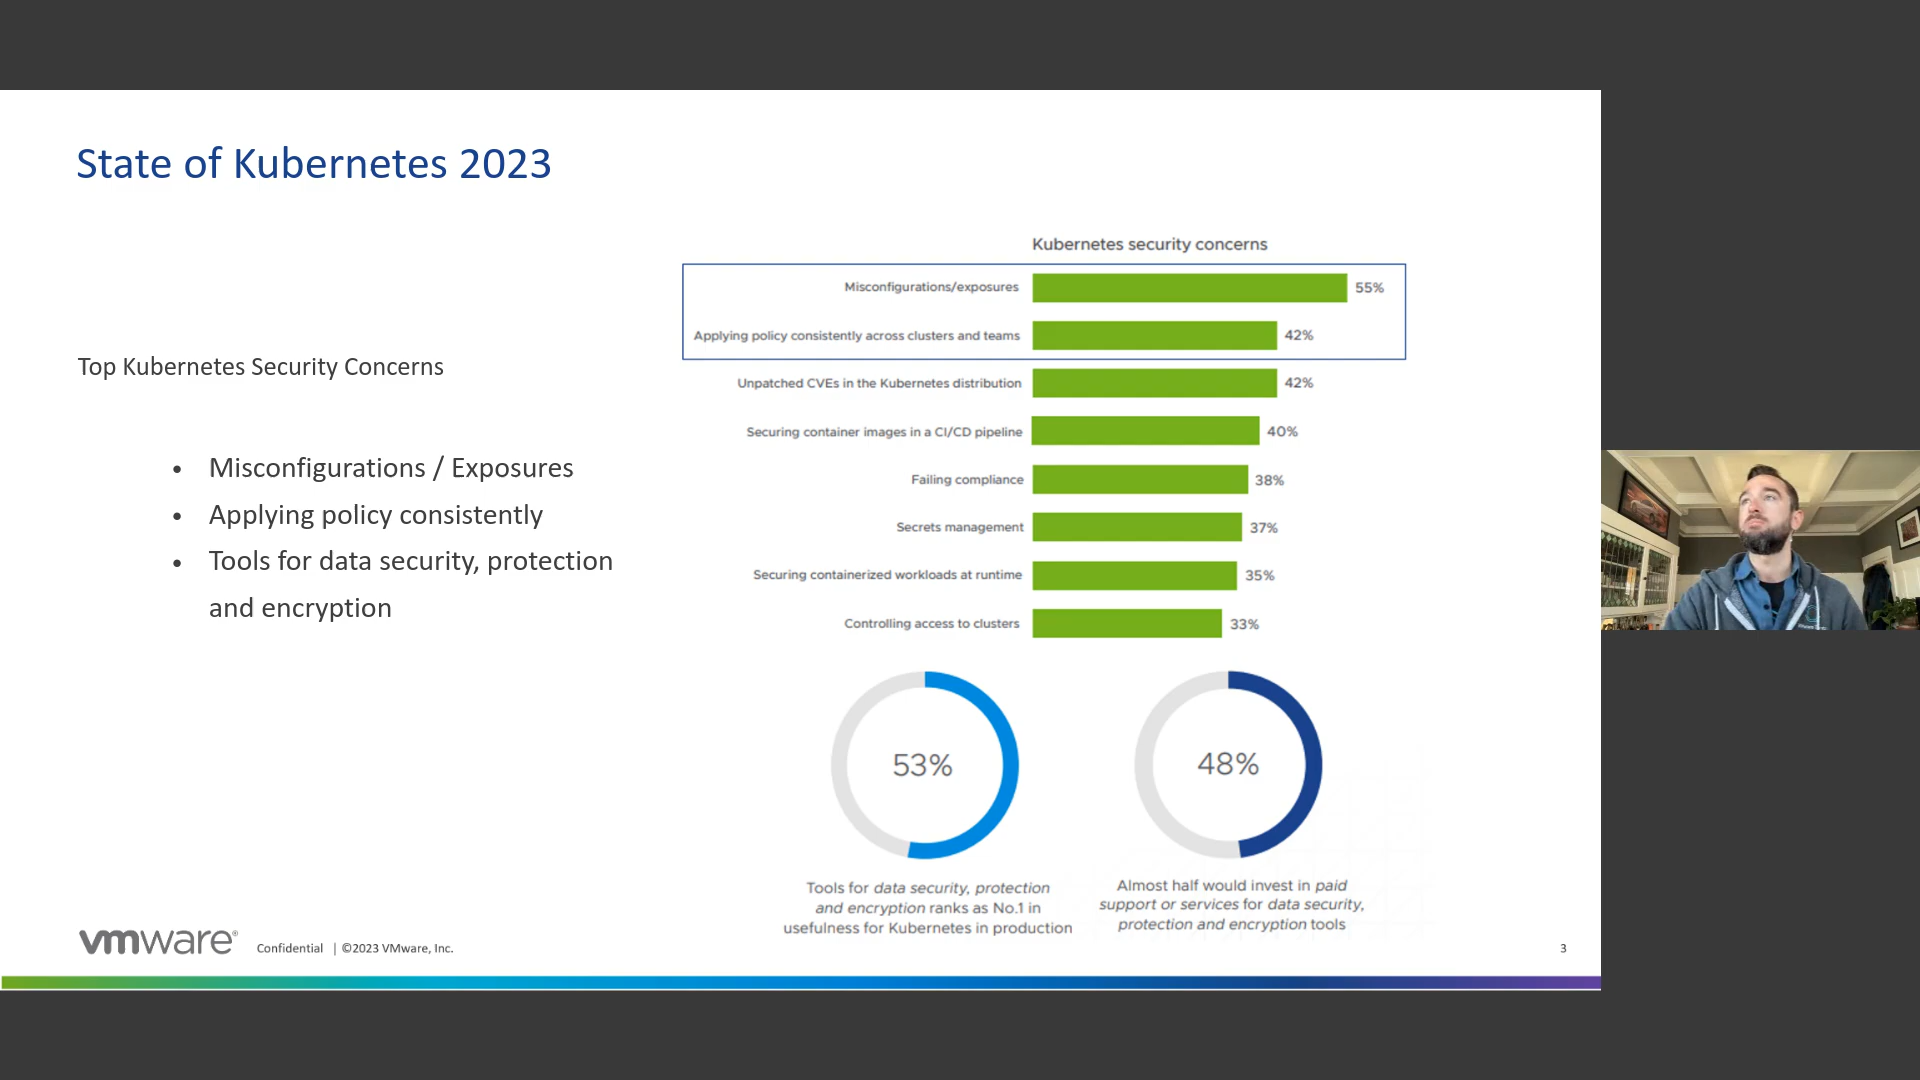 State of Kubernetes 2023
Top Kubernetes Security Concerns
• Misconfigurations / Exposures
• Applying policy consistently
• Tools for data security, protection
and encryption
Kubernetes security concerns
Misconfigurations/exposures 55%
Applying policy consistently across clusters and teams 42%
Unpatched CVEs in the Kubernetes distribution 42%
Securing container images in a CI/CD pipeline 40%
Failing compliance 38%
Secrets management 37%
Securing containerized workloads at runtime 35%
Controlling access to clusters 33%
53%
Tools for data security, protection
and encryption ranks as No.1 in
usefulness for Kubernetes in production
48%
Almost half would invest in paid
support or services for data security,
protection and encryption tools
vmware® Confidential | ©2023 VMware, Inc.
3